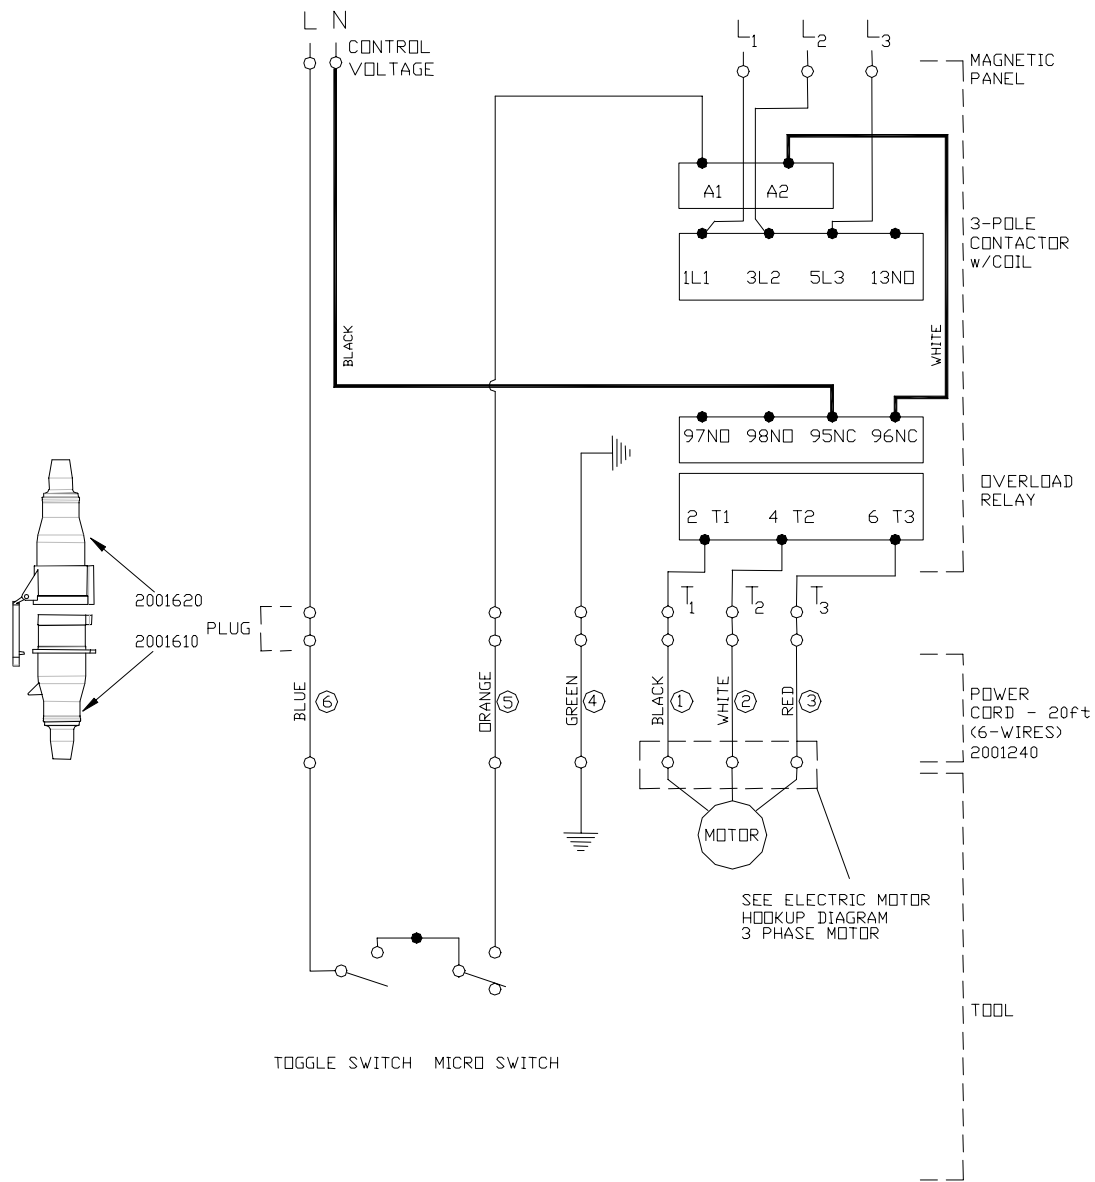 L N
CONTROL
VOLTAGE
L1
L2
L3
MAGNETIC
PANEL
A1
A2
3-POLE
CONTACTOR
W/COIL
1L1
3L2
5L3
13NO
BLACK
WHITE
97NO
98NO
95NC
96NC
OVERLOAD
RELAY
2 T1
4 T2
6 T3
T1
T2
T3
2001620
PLUG
2001610
BLUE
6
ORANGE
5
GREEN
4
BLACK
1
WHITE
2
RED
3
POWER
CORD - 20ft
(6-WIRES)
2001240
MOTOR
SEE ELECTRIC MOTOR
HOOKUP DIAGRAM
3 PHASE MOTOR
TOOL
TOGGLE SWITCH
MICRO SWITCH